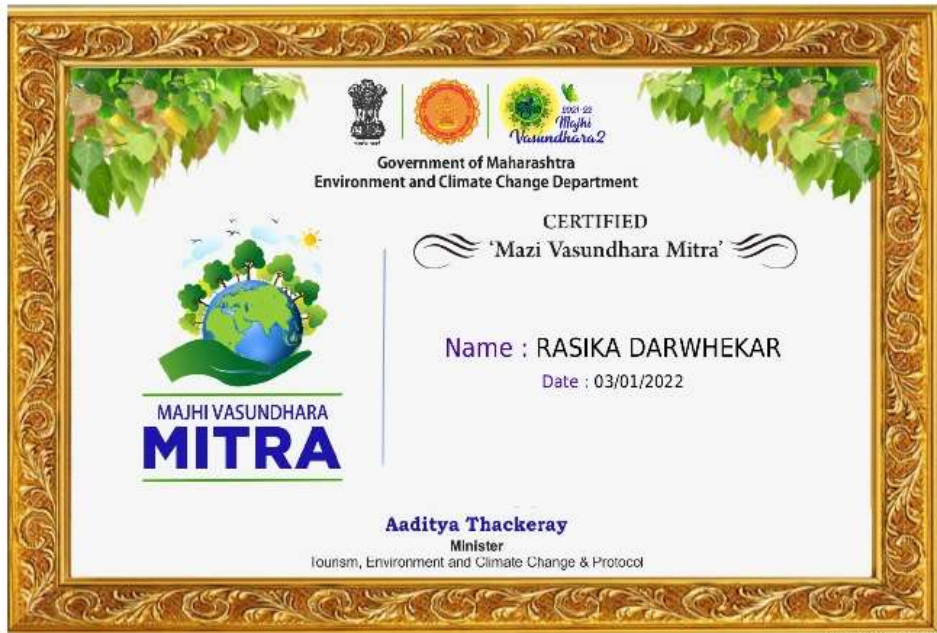 2021-22
Majhi
Vasundhara2
Government of Maharashtra
Environment and Climate Change Department
CERTIFIED
'Mazi Vasundhara Mitra'
Name : RASIKA DARWHEKAR
Date : 03/01/2022
MAJHI VASUNDHARA
MITRA
Aaditya Thackeray
Minister
Tourism, Environment and Climate Change & Protocol